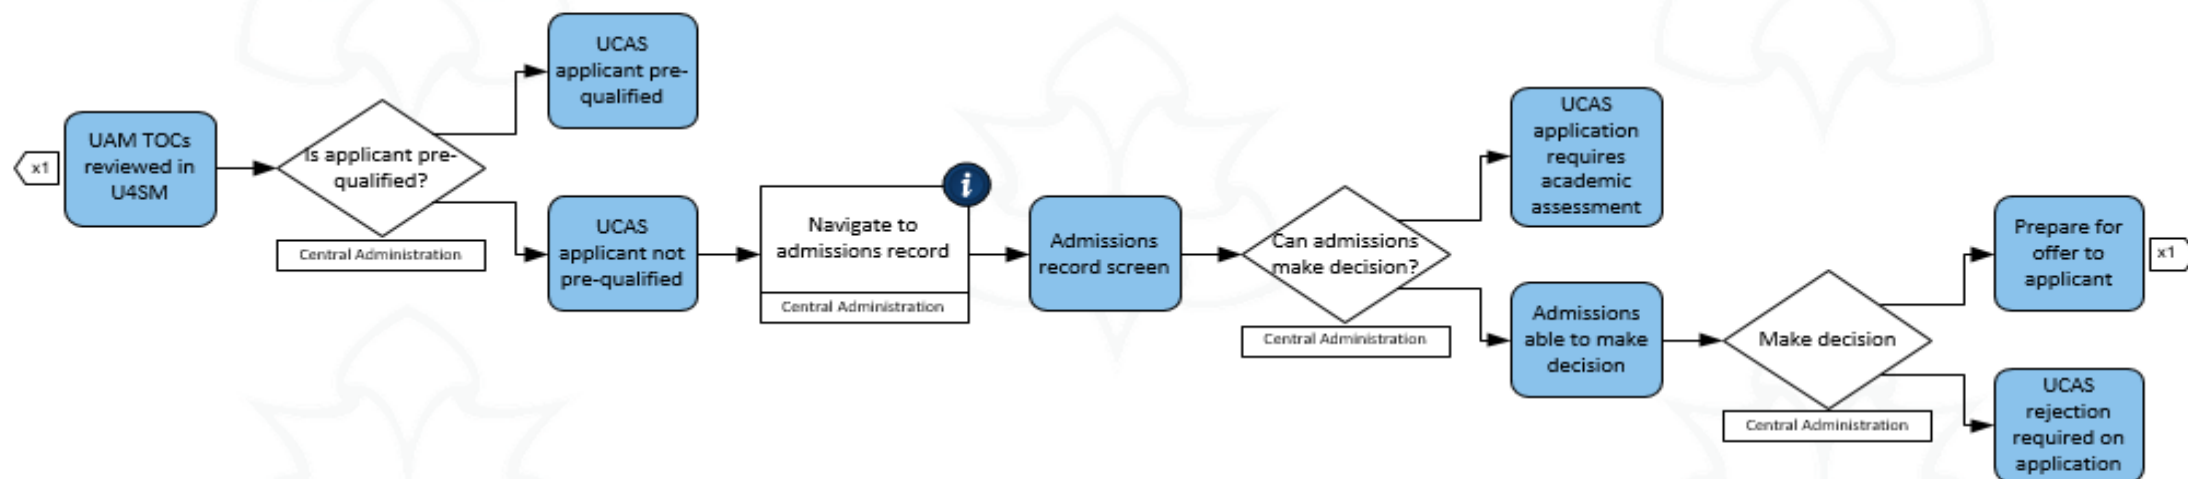 x1
UAM TOCs
reviewed in
U4SM
Is applicant pre-
qualified?
Central Administration
UCAS
applicant pre-
qualified
UCAS
applicant not
pre-qualified
i
Navigate to
admissions record
Central Administration
Admissions
record screen
Can admissions
make decision?
Central Administration
UCAS
application
requires
academic
assessment
Admissions
able to make
decision
Make decision
Central Administration
Prepare for
offer to
applicant
x1
UCAS
rejection
required on
application